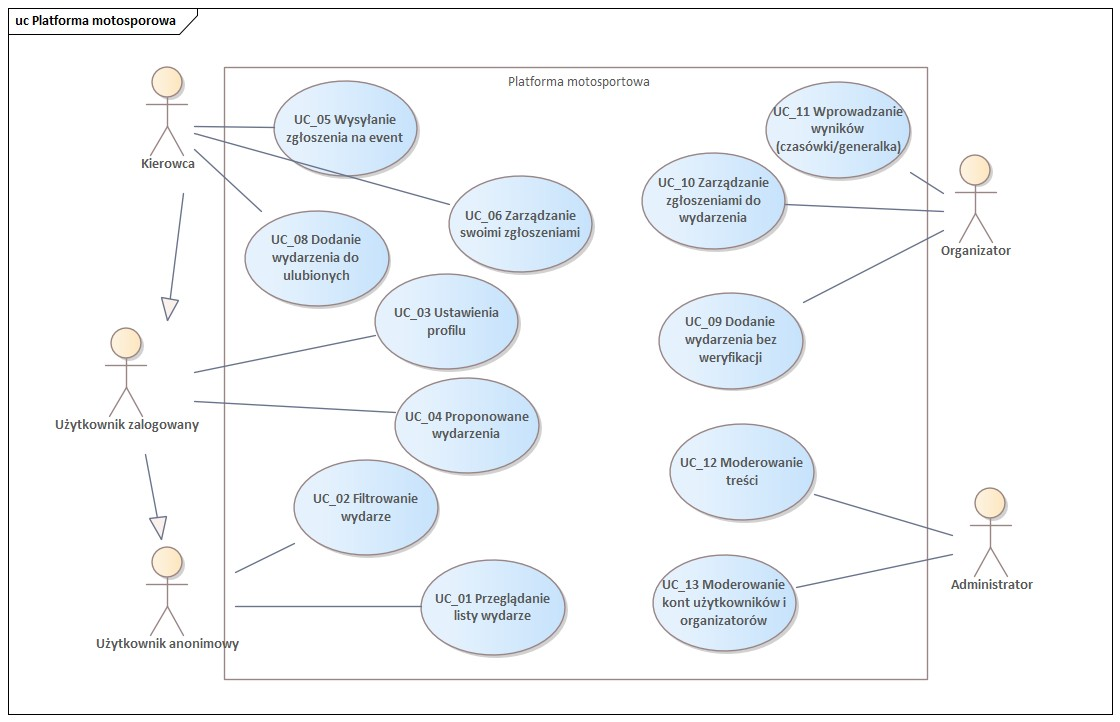 uc Platforma motosporowa
Platforma motosportowa
Kierowca
UC_05 Wysyłanie
zgłoszenia na event
UC_11 Wprowadzanie
wyników
(czasówki/generalka)
UC_10 Zarządzanie
zgłoszeniami do
wydarzenia
UC_06 Zarządzanie
swoimi zgłoszeniami
Organizator
UC_08 Dodanie
wydarzenia do
ulubionych
UC_03 Ustawienia
profilu
UC_09 Dodanie
wydarzenia bez
weryfikacji
Użytkownik zalogowany
UC_04 Proponowane
wydarzenia
UC_12 Moderowanie
treści
UC_02 Filtrowanie
wydarze
Administrator
UC_13 Moderowanie
kont użytkowników i
organizatorów
UC_01 Przeglądanie
listy wydarze
Użytkownik anonimowy